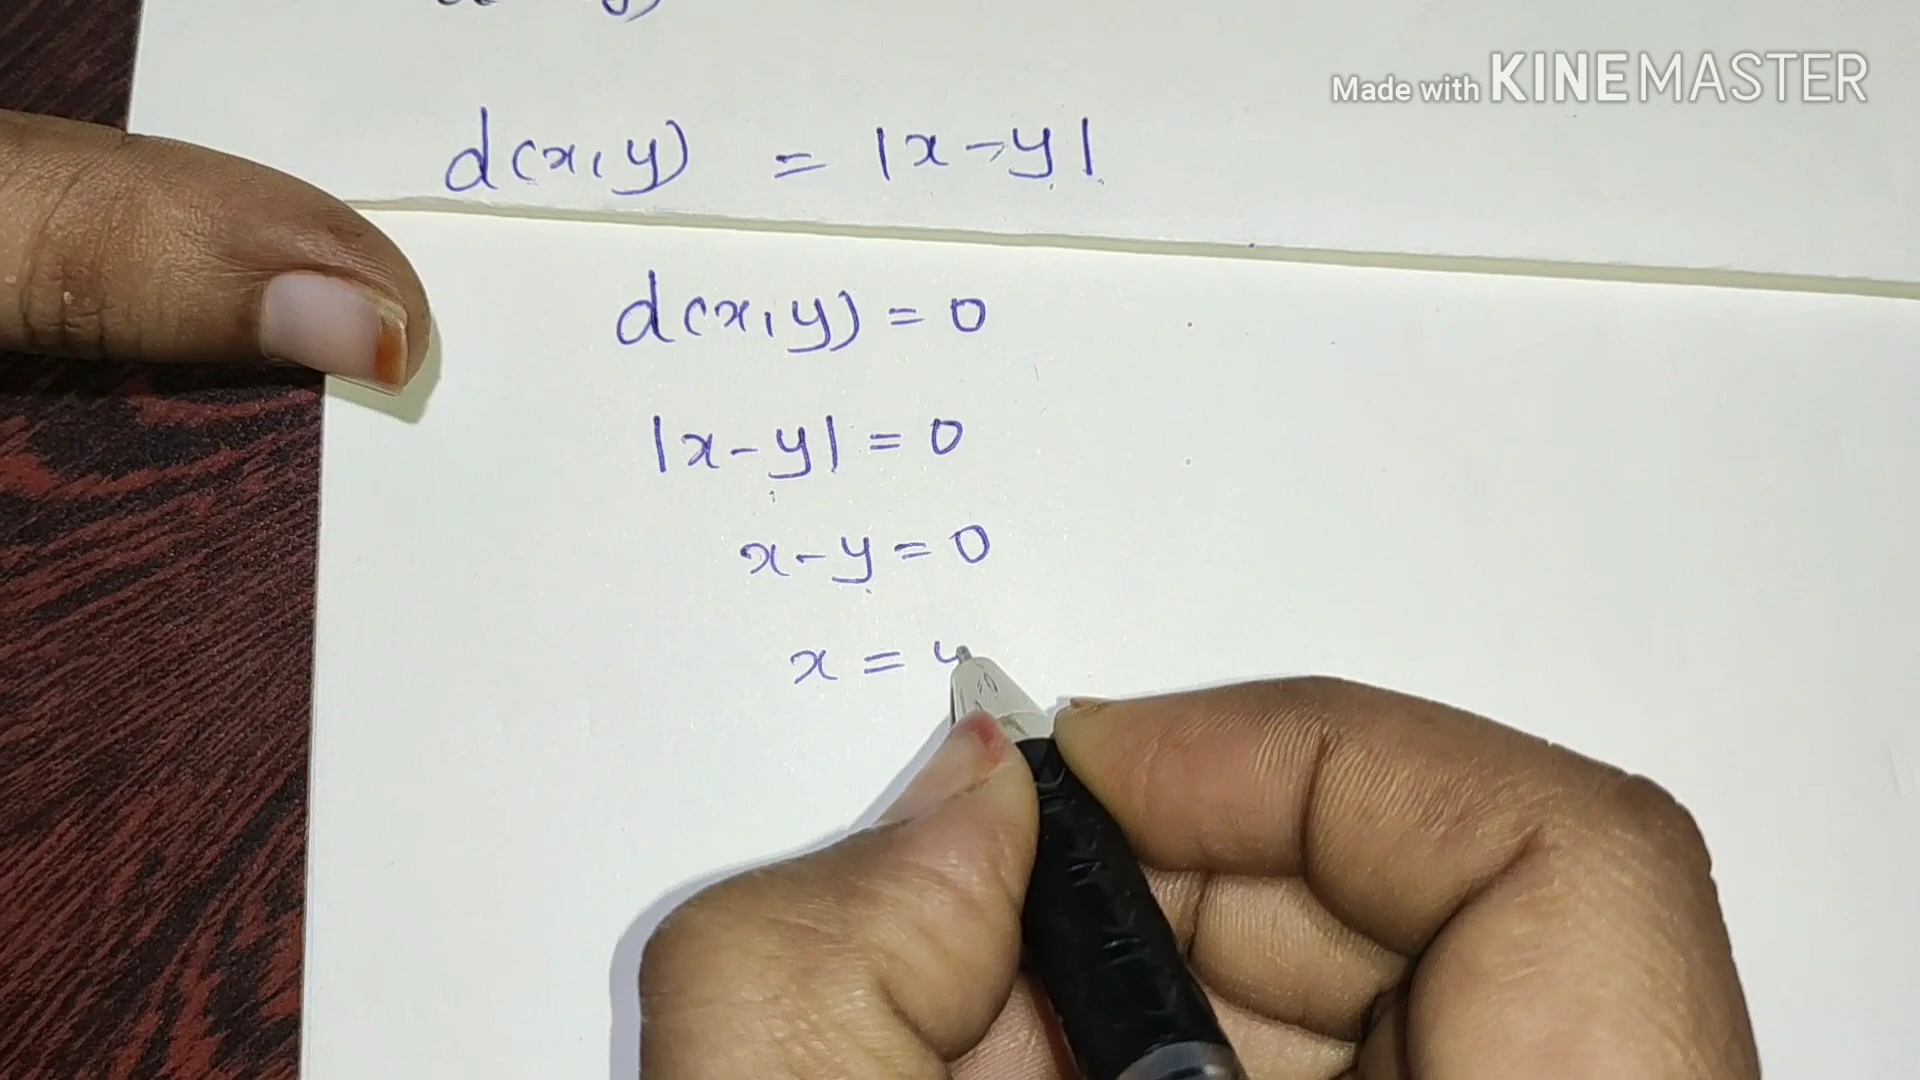 Made with KINEMASTER
d(x,y) = |x-y|
d(x,y) = 0
|x-y| = 0
x-y = 0
x = y